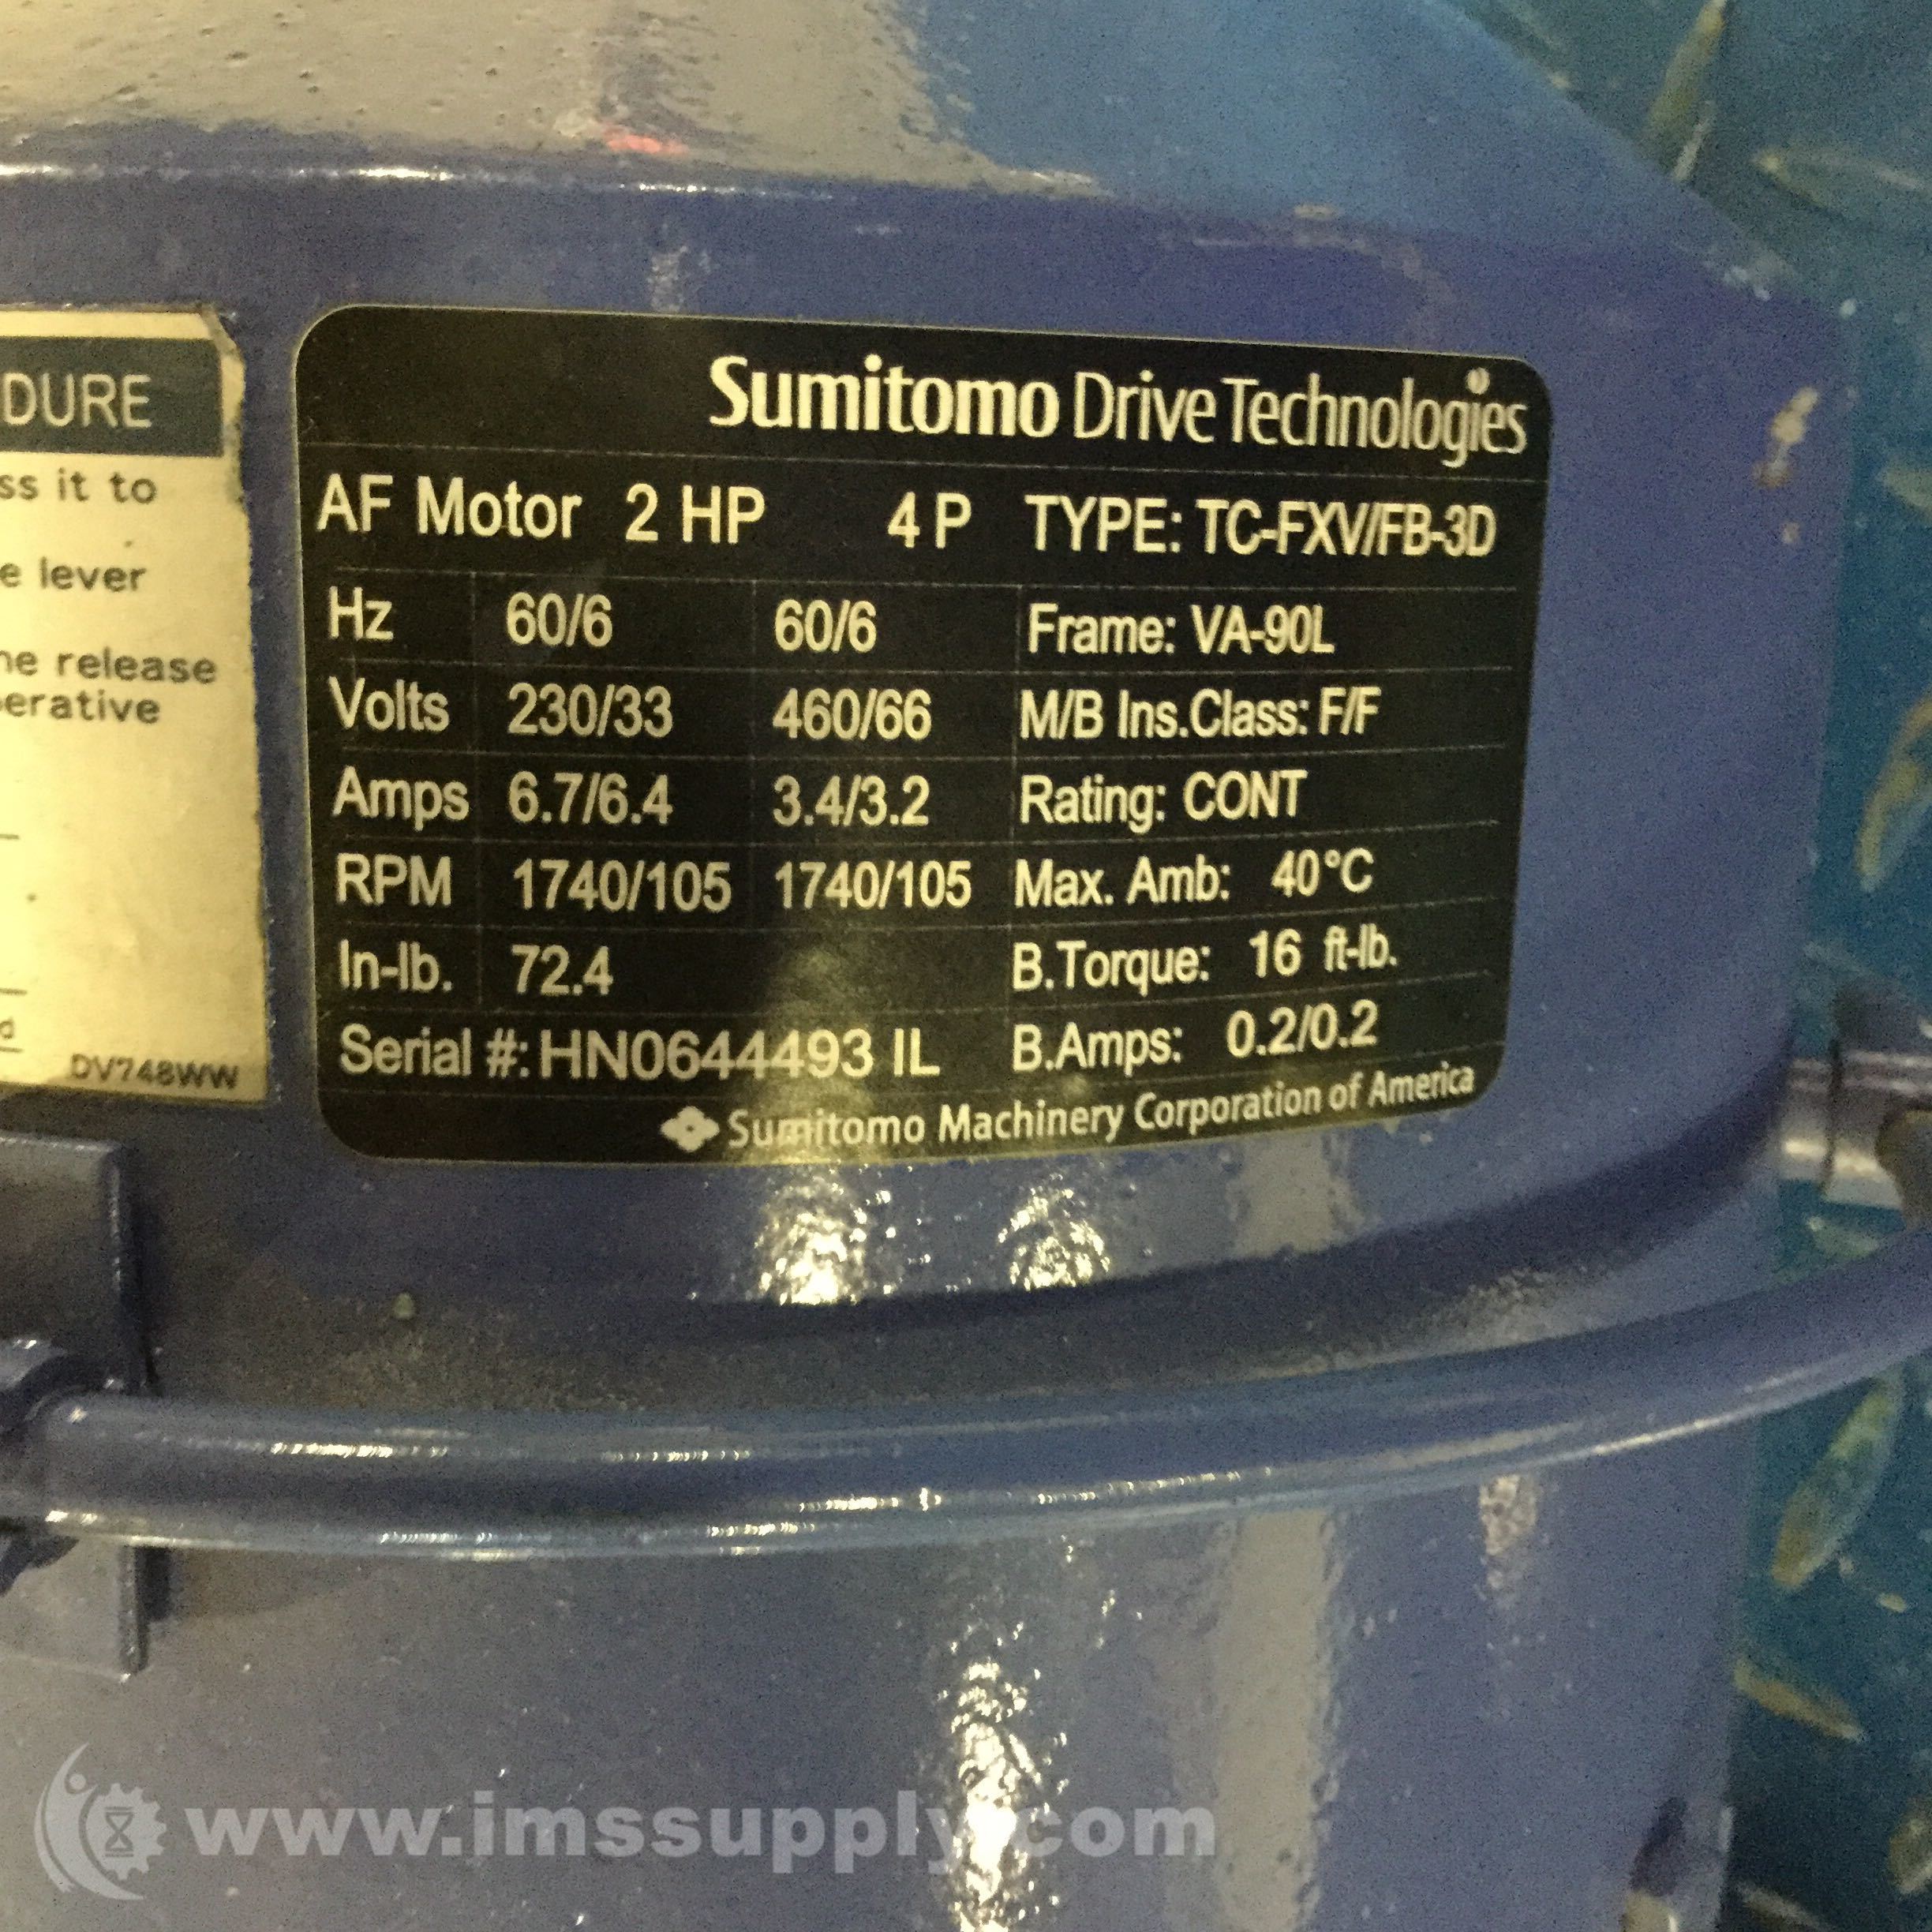 DURE
ss it to
e lever
he release
erative
d
DV748WW
Sumitomo Drive Technologies
AF Motor 2 HP 4 P TYPE: TC-FXV/FB-3D
Hz 60/6 60/6 Frame: VA-90L
Volts 230/33 460/66 M/B Ins.Class: F/F
Amps 6.7/6.4 3.4/3.2 Rating: CONT
RPM 1740/105 1740/105 Max. Amb: 40°C
In-lb. 72.4 B.Torque: 16 ft-lb.
Serial #: HN0644493 IL B.Amps: 0.2/0.2
Sumitomo Machinery Corporation of America
www.imssupply.com